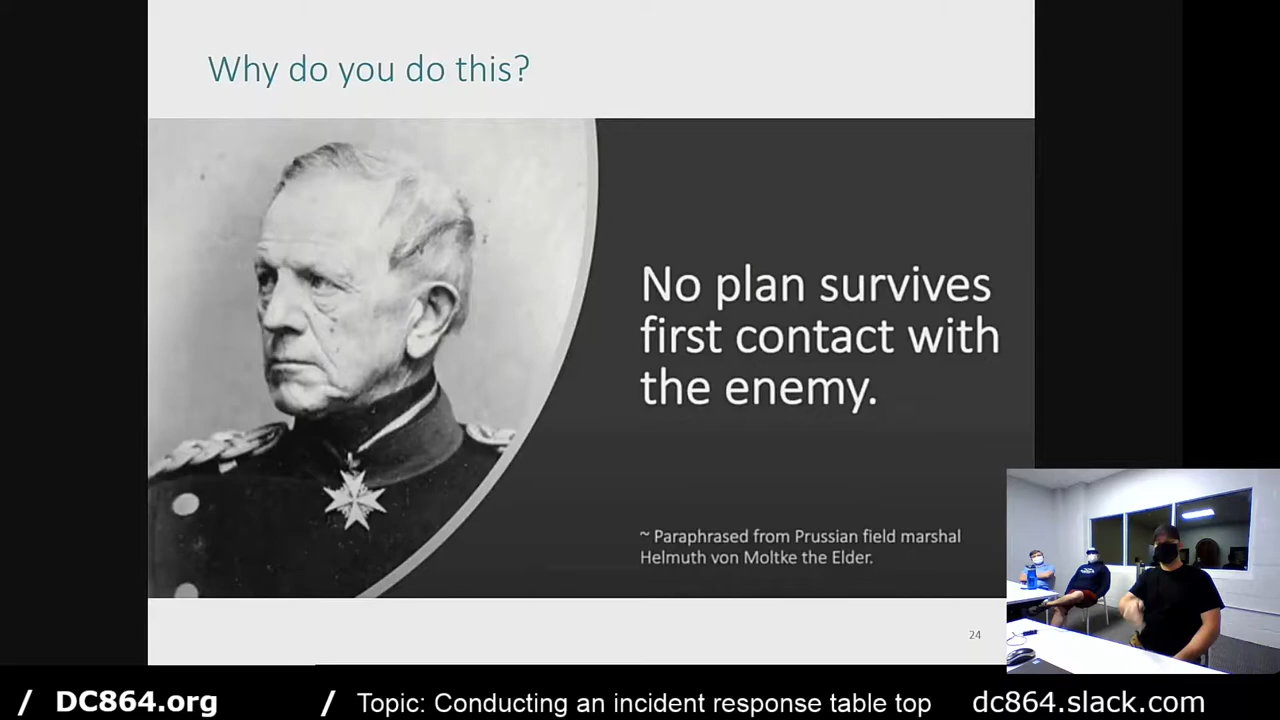 Why do you do this?
No plan survives
first contact with
the enemy.
~ Paraphrased from Prussian field marshal
Helmuth von Moltke the Elder.
24
/ DC864.org / Topic: Conducting an incident response table top dc864.slack.com